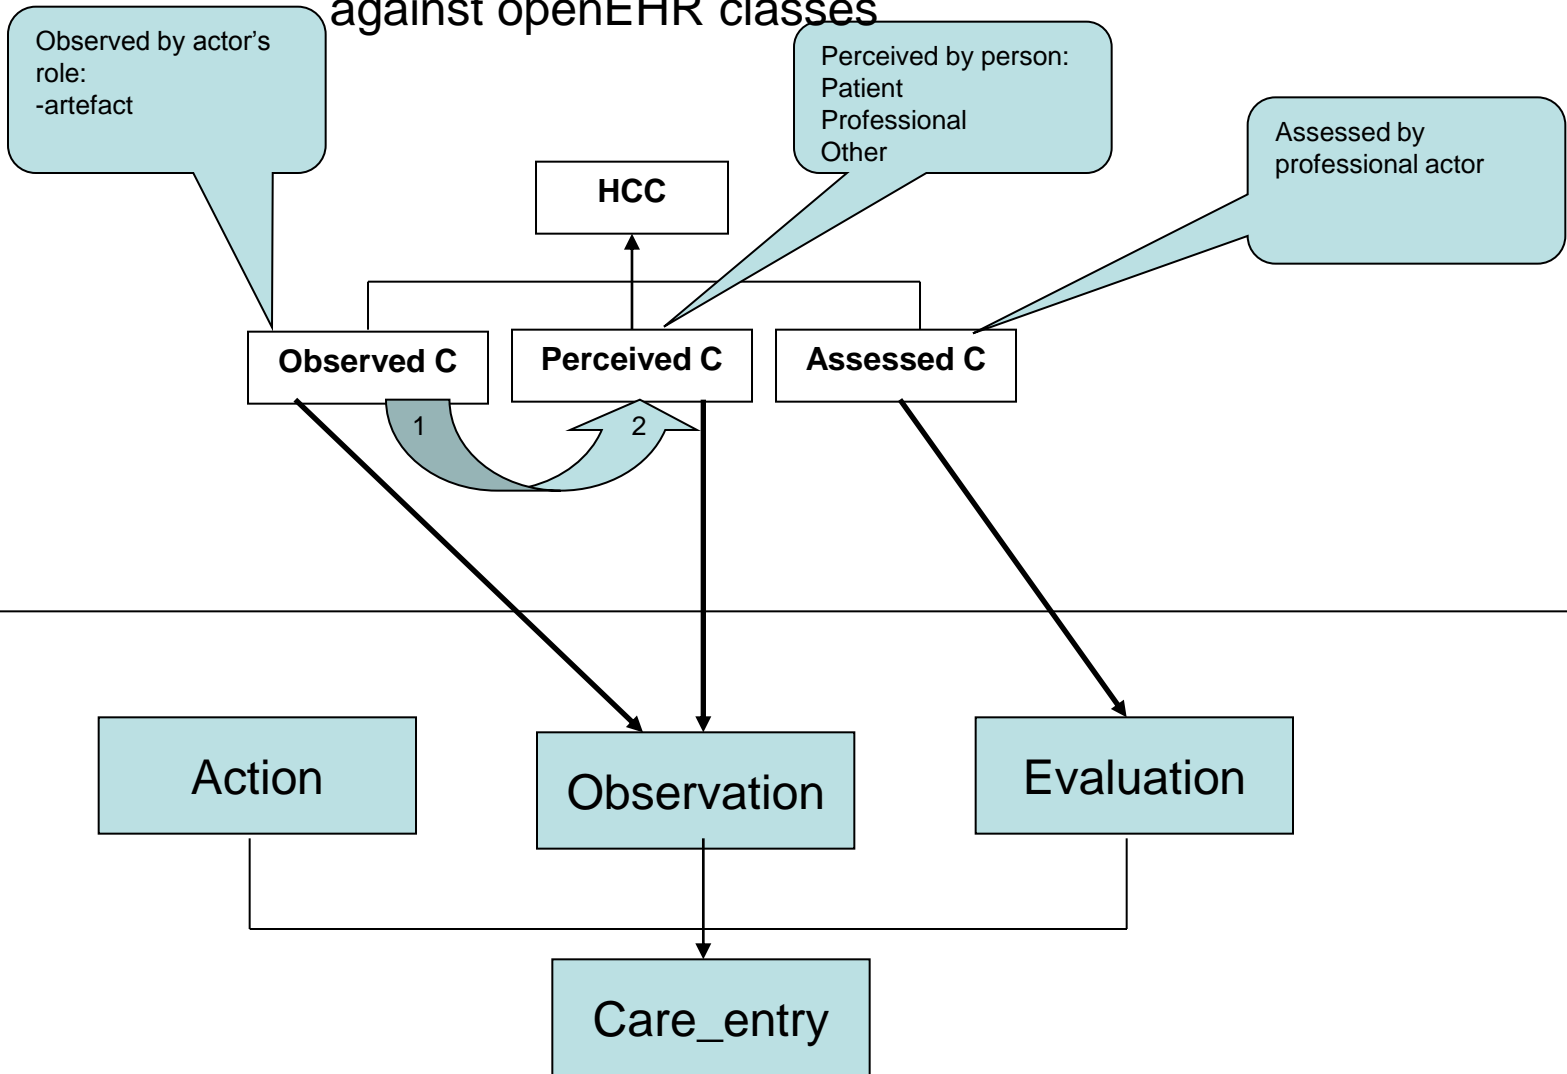 against openEHR classes
Observed by actor's
role:
-artefact
Perceived by person:
Patient
Professional
Other
Assessed by
professional actor
HCC
Observed C
Perceived C
Assessed C
1
2
Action
Observation
Evaluation
Care_entry